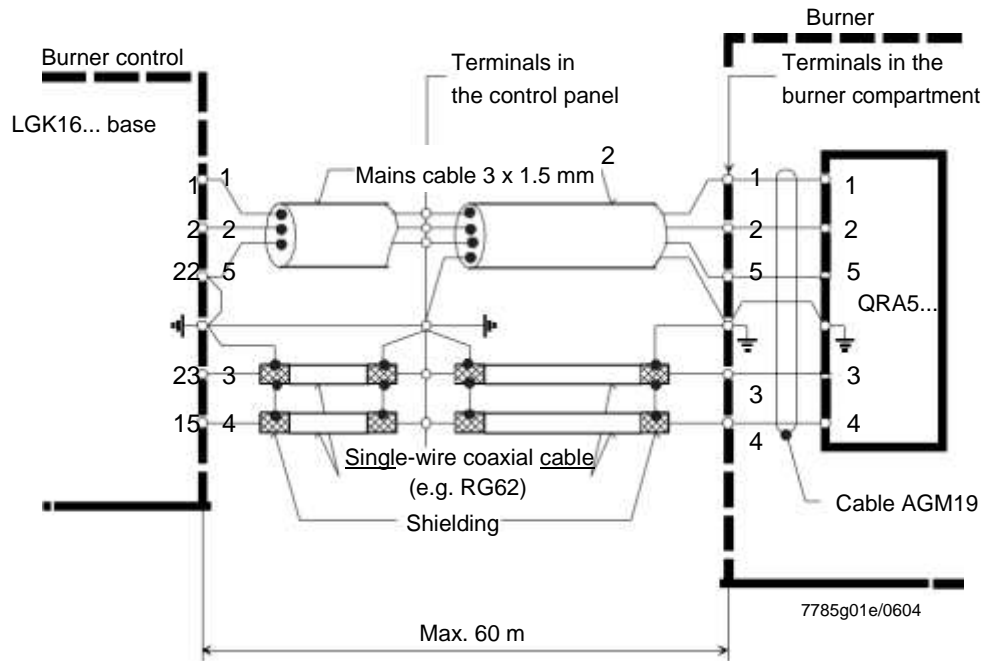 Burner
Burner control
Terminals in
the control panel
Terminals in the
burner compartment
LGK16... base
Mains cable 3 x 1.5 mm 2
1 1 1 1
2 2 2 2
22 5 5 5
QRA5...
23 3 3 3
15 4 4 4
Single-wire coaxial cable
(e.g. RG62)
Shielding
Cable AGM19
7785g01e/0604
Max. 60 m